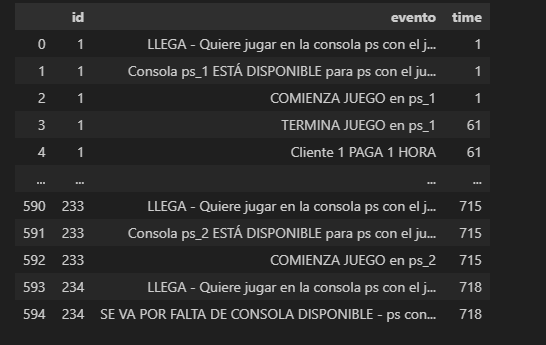 id evento time
0 1 LLEGA - Quiere jugar en la consola ps con el j... 1
1 1 Consola ps_1 ESTÁ DISPONIBLE para ps con el ju... 1
2 1 COMIENZA JUEGO en ps_1 1
3 1 TERMINA JUEGO en ps_1 61
4 1 Cliente 1 PAGA 1 HORA 61
... ... ... ...
590 233 LLEGA - Quiere jugar en la consola ps con el j... 715
591 233 Consola ps_2 ESTÁ DISPONIBLE para ps con el ju... 715
592 233 COMIENZA JUEGO en ps_2 715
593 234 LLEGA - Quiere jugar en la consola ps con el j... 718
594 234 SE VA POR FALTA DE CONSOLA DISPONIBLE - ps con... 718